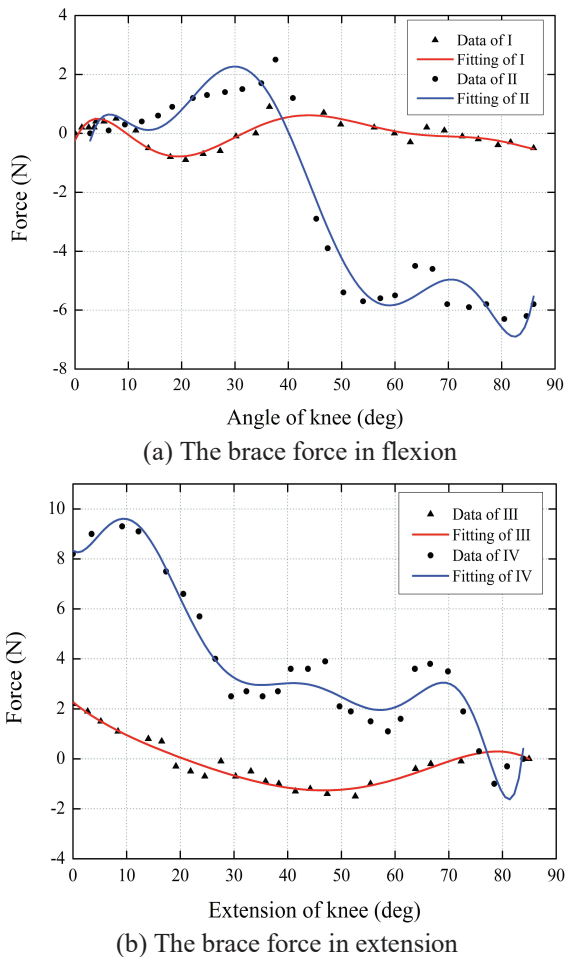 4
2
0
-2
-4
-6
-8
Force (N)
Data of I
Fitting of I
Data of II
Fitting of II
0 10 20 30 40 50 60 70 80 90
Angle of knee (deg)
(a) The brace force in flexion
10
8
6
4
2
0
-2
-4
Force (N)
Data of III
Fitting of III
Data of IV
Fitting of IV
0 10 20 30 40 50 60 70 80 90
Extension of knee (deg)
(b) The brace force in extension